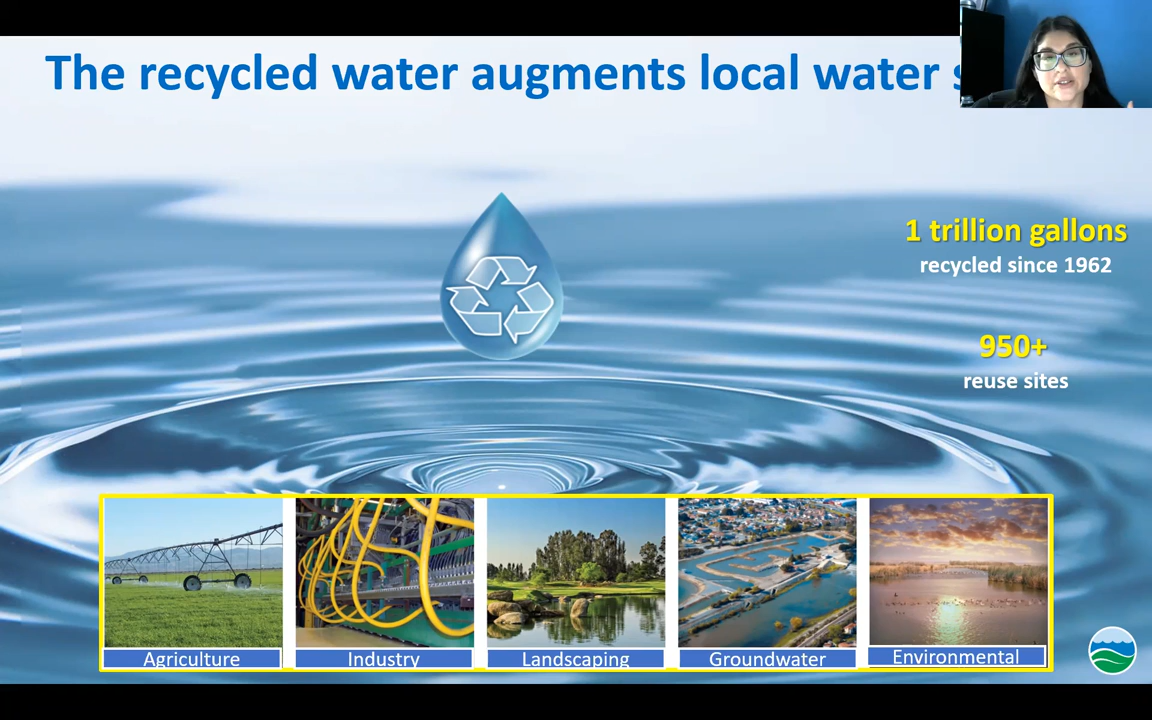 The recycled water augments local water
1 trillion gallons
recycled since 1962
950+
reuse sites
Agriculture
Industry
Landscaping
Groundwater
Environmental